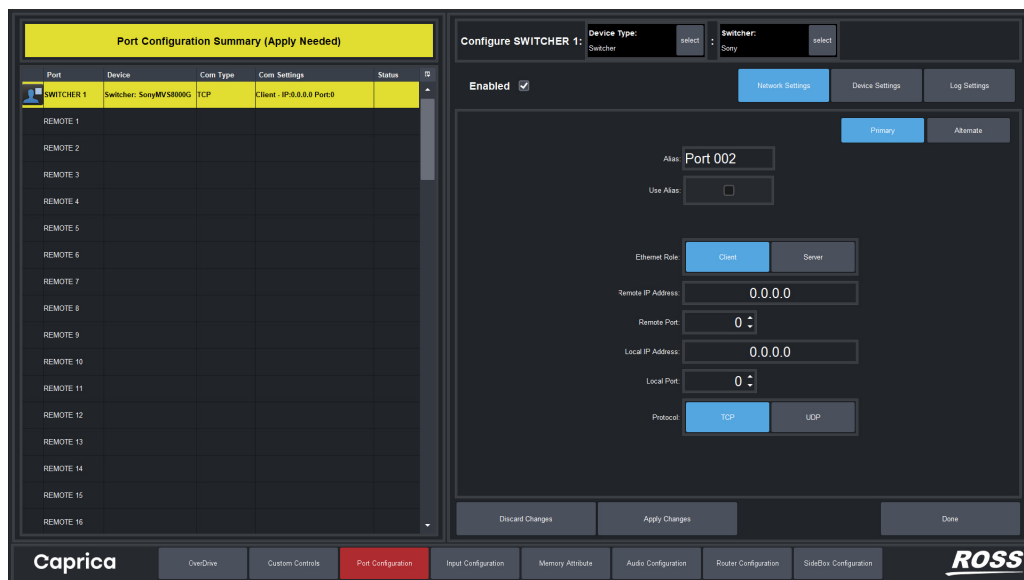 Port Configuration Summary (Apply Needed)
Port Device Com Type Com Settings Status
SWITCHER 1 Switcher: SonyMVS8000G TCP Client - IP:0.0.0.0 Port:0
REMOTE 1
REMOTE 2
REMOTE 3
REMOTE 4
REMOTE 5
REMOTE 6
REMOTE 7
REMOTE 8
REMOTE 9
REMOTE 10
REMOTE 11
REMOTE 12
REMOTE 13
REMOTE 14
REMOTE 15
REMOTE 16
Configure SWITCHER 1: Device Type: Switcher select : Switcher: Sony select
Enabled
Network Settings Device Settings Log Settings
Primary Alternate
Alias: Port 002
Use Alias:
Ethernet Role: Client Server
Remote IP Address: 0.0.0.0
Remote Port: 0
Local IP Address: 0.0.0.0
Local Port: 0
Protocol: TCP UDP
Discard Changes Apply Changes Done
Caprica OverDrive Custom Controls Port Configuration Input Configuration Memory Attribute Audio Configuration Router Configuration SideBox Configuration ROSS